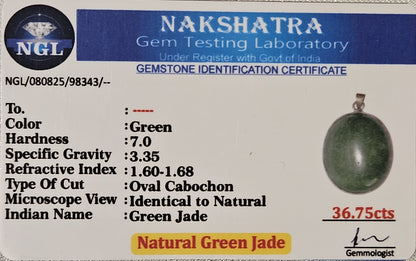 NAKSHATRA
Gem Testing Laboratory
Under Register with Govt of India
GEMSTONE IDENTIFICATION CERTIFICATE
NGL
NGL/080825/98343/--
To. : -----
Color : Green
Hardness : 7.0
Specific Gravity : 3.35
Refractive Index : 1.60-1.68
Type Of Cut : Oval Cabochon
Microscope View : Identical to Natural
Indian Name : Green Jade
36.75cts
Natural Green Jade
Gemmologist